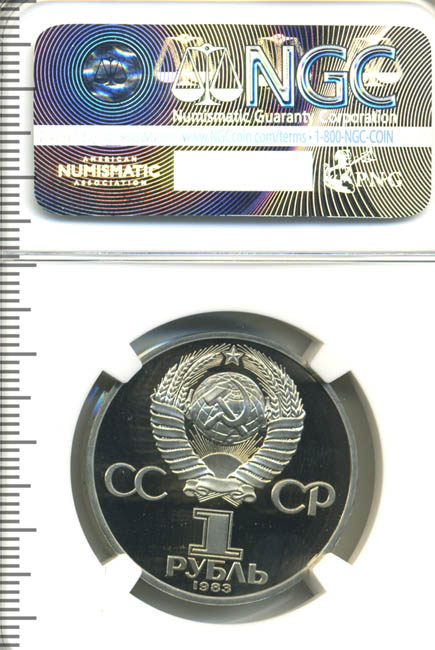 NGC
Numismatic Guaranty Corporation
www.NGCcoin.com/terms • 1-800-NGC-COIN
AMERICAN
NUMISMATIC
ASSOCIATION
PNG
СС СР
1
РУБЛЬ
1983